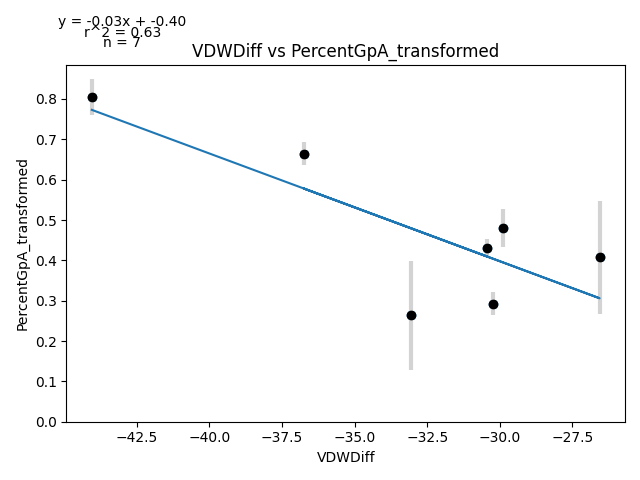 y = -0.03x + -0.40
r^2 = 0.63
n = 7
VDWDiff vs PercentGpA_transformed
PercentGpA_transformed
0.8
0.7
0.6
0.5
0.4
0.3
0.2
0.1
0.0
−42.5 −40.0 −37.5 −35.0 −32.5 −30.0 −27.5
VDWDiff